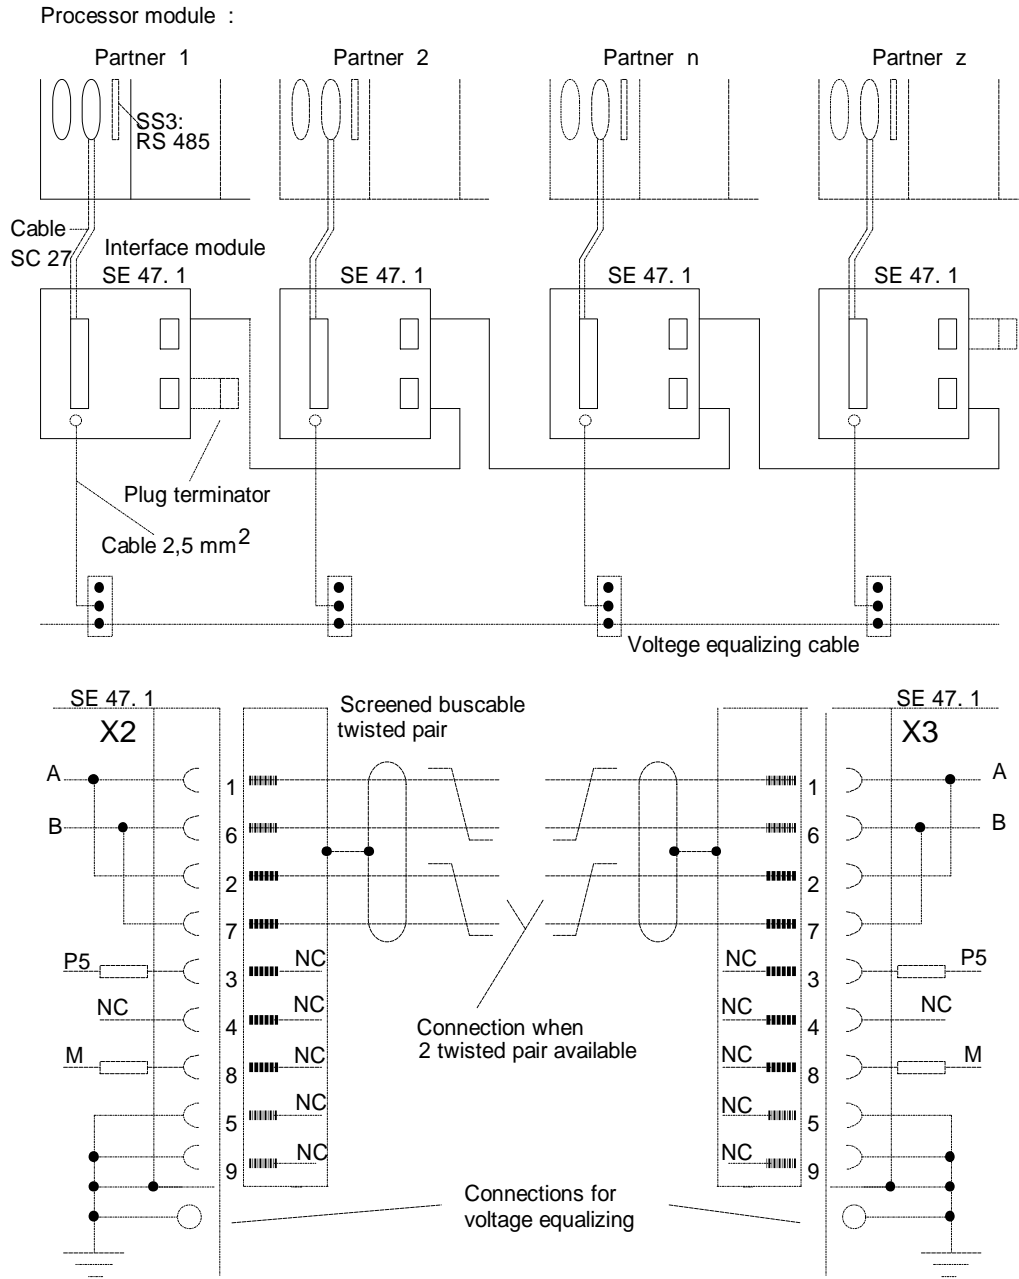 Processor module :
Partner 1
Partner 2
Partner n
Partner z
SS3:
RS 485
Cable
SC 27
Interface module
SE 47. 1
SE 47. 1
SE 47. 1
SE 47. 1
Plug terminator
Cable 2,5 mm2
Voltege equalizing cable
SE 47. 1
X2
Screened buscable
twisted pair
SE 47. 1
X3
A
1
1
A
B
6
6
B
2
2
7
7
P5
3
NC
NC
3
P5
NC
4
NC
NC
4
NC
M
8
NC
NC
8
M
5
NC
NC
5
9
NC
NC
9
Connection when
2 twisted pair available
Connections for
voltage equalizing